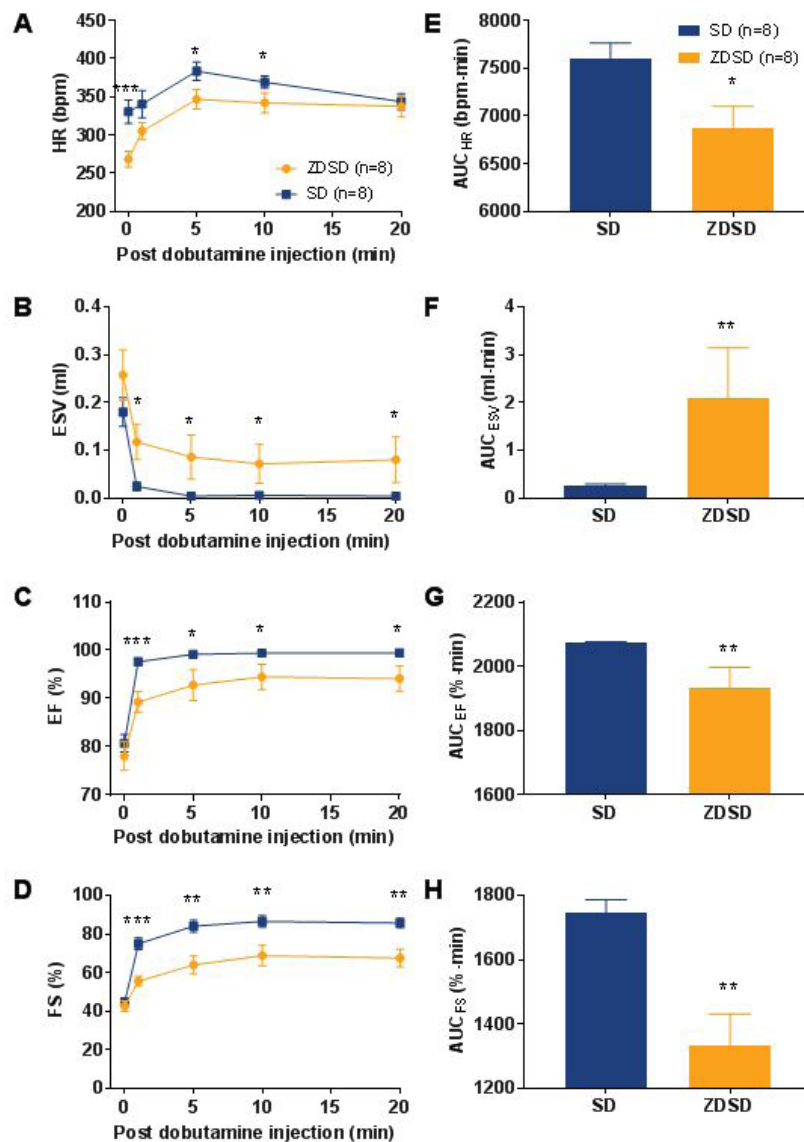 A
HR (bpm)
450
400
350
300
250
200
***
*
*
ZDSD (n=8)
SD (n=8)
0
5
10
15
20
Post dobutamine injection (min)
E
AUC HR (bpm-min)
8000
7500
7000
6500
6000
SD (n=8)
ZDSD (n=8)
*
SD
ZDSD
B
ESV (ml)
0.4
0.3
0.2
0.1
0.0
*
*
*
*
0
5
10
15
20
Post dobutamine injection (min)
F
AUC ESV (ml-min)
4
3
2
1
0
**
SD
ZDSD
C
EF (%)
110
100
90
80
70
***
*
*
*
0
5
10
15
20
Post dobutamine injection (min)
G
AUC EF (%-min)
2200
2000
1800
1600
**
SD
ZDSD
D
FS (%)
100
80
60
40
20
0
***
**
**
**
0
5
10
15
20
Post dobutamine injection (min)
H
AUC FS (%-min)
1800
1600
1400
1200
**
SD
ZDSD